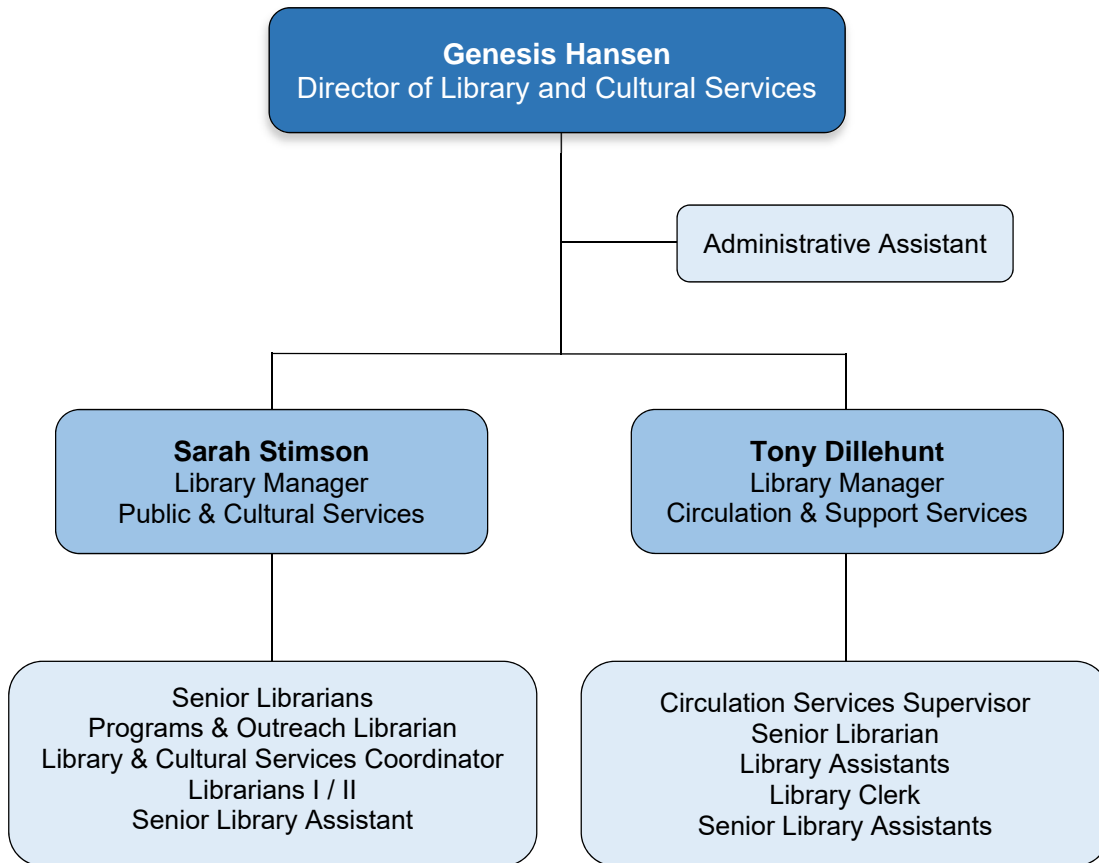 Genesis Hansen
Director of Library and Cultural Services
Administrative Assistant
Sarah Stimson
Library Manager
Public & Cultural Services
Tony Dillehunt
Library Manager
Circulation & Support Services
Senior Librarians
Programs & Outreach Librarian
Library & Cultural Services Coordinator
Librarians I / II
Senior Library Assistant
Circulation Services Supervisor
Senior Librarian
Library Assistants
Library Clerk
Senior Library Assistants